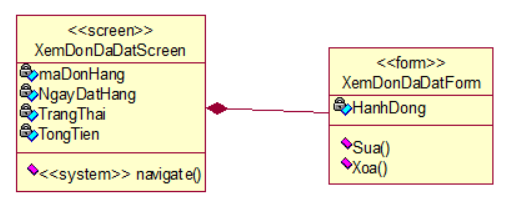 <<screen>>
XemDonDaDatScreen
maDonHang
NgayDatHang
TrangThai
TongTien
<<system>> navigate()
<<form>>
XemDonDaDatForm
HanhDong
Sua()
Xoa()